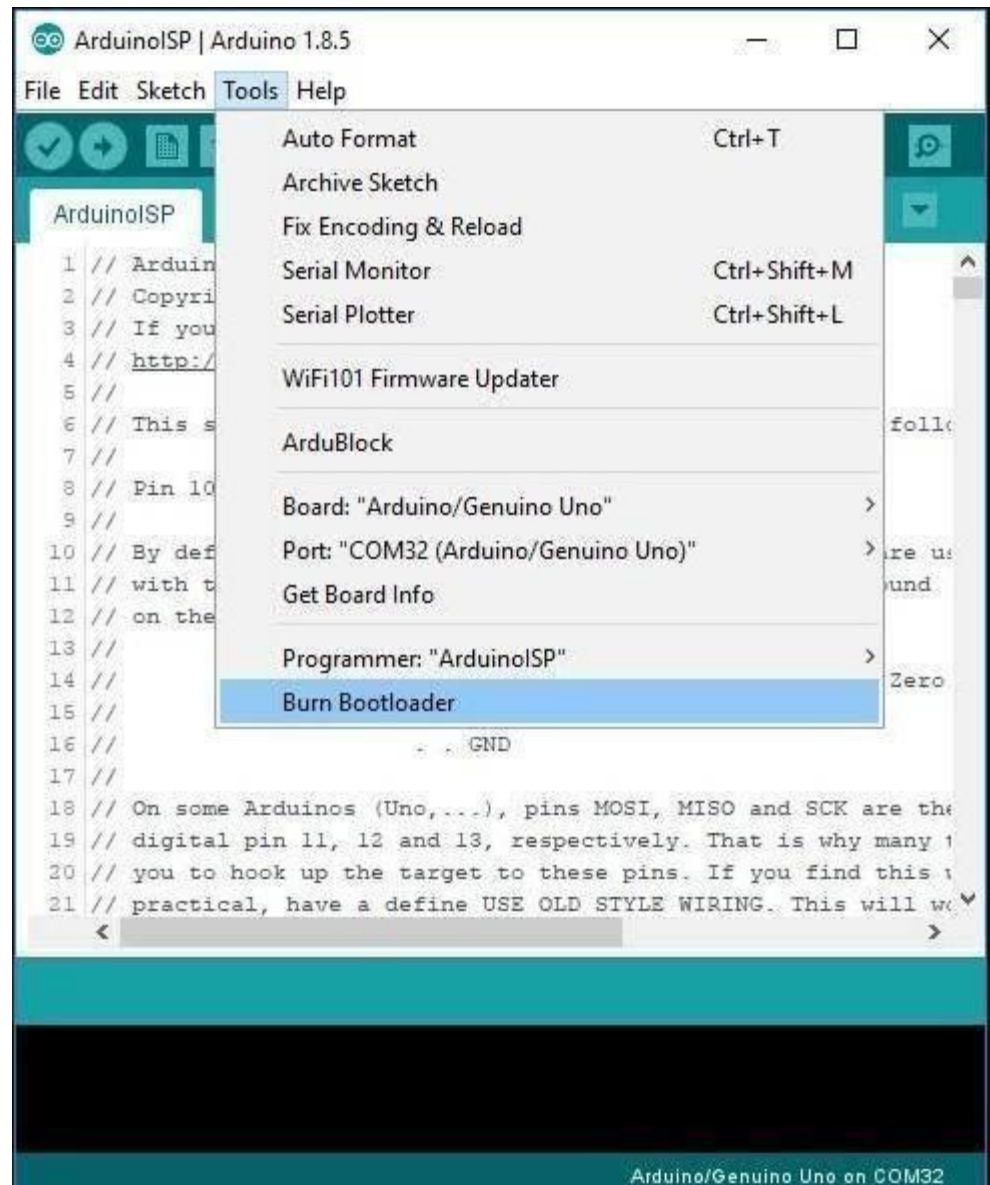 ArduinoISP | Arduino 1.8.5
File Edit Sketch Tools Help
Auto Format Ctrl+T
Archive Sketch
Fix Encoding & Reload
Serial Monitor Ctrl+Shift+M
Serial Plotter Ctrl+Shift+L
WiFi101 Firmware Updater
ArduBlock
Board: "Arduino/Genuino Uno"
Port: "COM32 (Arduino/Genuino Uno)"
Get Board Info
Programmer: "ArduinoISP"
Burn Bootloader
ArduinoISP
1 // Arduin
2 // Copyri
3 // If you
4 // http:/
5 //
6 // This s follo
7 //
8 // Pin 10
9 //
10 // By def are us
11 // with t ound
12 // on the
13 //
14 // Zero
15 //
16 // . . GND
17 //
18 // On some Arduinos (Uno,...), pins MOSI, MISO and SCK are the
19 // digital pin 11, 12 and 13, respectively. That is why many t
20 // you to hook up the target to these pins. If you find this
21 // practical, have a define USE OLD STYLE WIRING. This will wo
Arduino/Genuino Uno on COM32